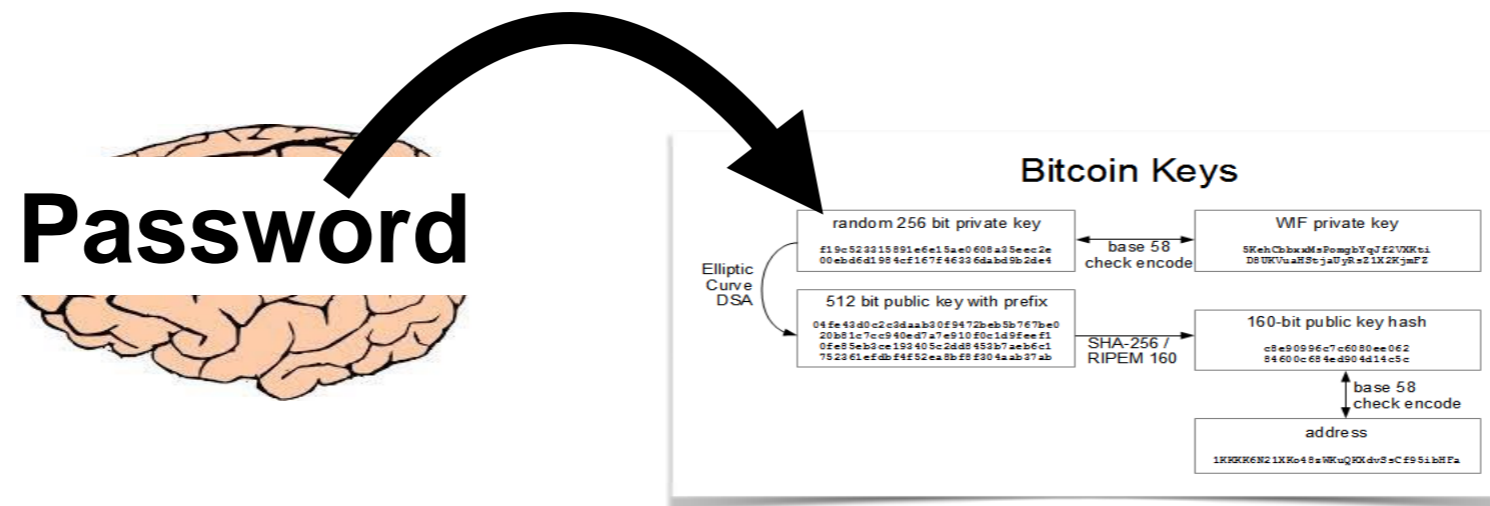 Password
Bitcoin Keys
random 256 bit private key
f19c523315891e6e15ae0608a35eec2e
00ebd6d1984cf167f46336dabd9b2de4
base 58
check encode
WIF private key
5KehCbbxxMsPomgbYqJf2VXKti
D8UKVuaHStjaUyRsZ1X2KjmFZ
Elliptic
Curve
DSA
512 bit public key with prefix
04fe43d0c2c3daab30f9472beb5b767be0
20b81c7cc940ed7a7e910f0c1d9feef1
0fe85eb3ce193405c2dd8453b7aeb6c1
752361efdbf4f52ea8bf8f304aab37ab
SHA-256 /
RIPEM 160
160-bit public key hash
c8e90996c7c6080ee062
84600c684ed904d14c5c
base 58
check encode
address
1KKKK6N21XKo48zWKuQKXdvSsCf95ibHFa